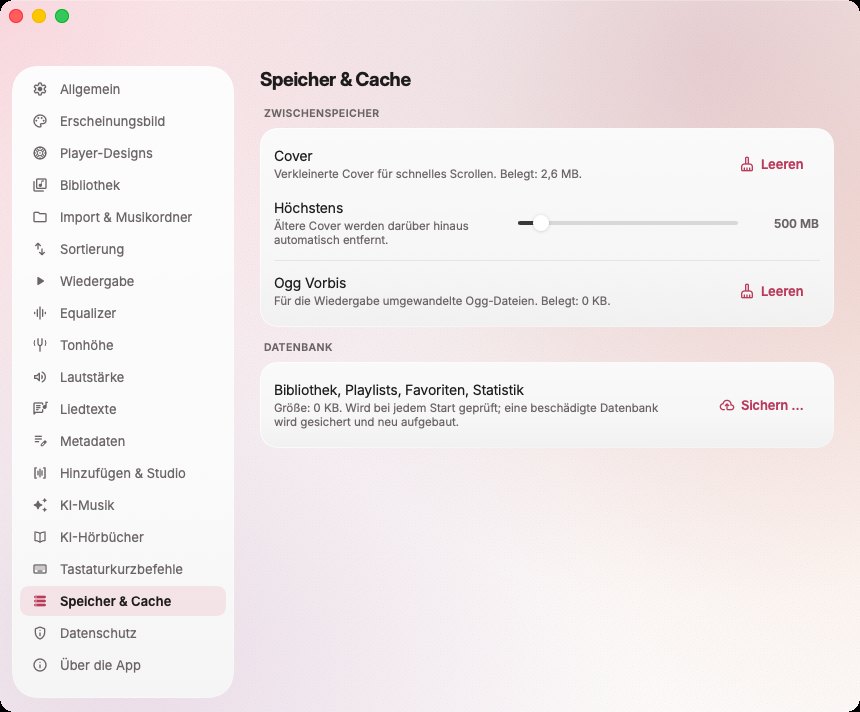 Allgemein
Erscheinungsbild
Player-Designs
Bibliothek
Import & Musikordner
Sortierung
Wiedergabe
Equalizer
Tonhöhe
Lautstärke
Liedtexte
Metadaten
Hinzufügen & Studio
KI-Musik
KI-Hörbücher
Tastaturkurzbefehle
Speicher & Cache
Datenschutz
Über die App
Speicher & Cache
ZWISCHENSPEICHER
Cover
Verkleinerte Cover für schnelles Scrollen. Belegt: 2,6 MB.
Leeren
Höchstens
Ältere Cover werden darüber hinaus
automatisch entfernt.
500 MB
Ogg Vorbis
Für die Wiedergabe umgewandelte Ogg-Dateien. Belegt: 0 KB.
Leeren
DATENBANK
Bibliothek, Playlists, Favoriten, Statistik
Größe: 0 KB. Wird bei jedem Start geprüft; eine beschädigte Datenbank
wird gesichert und neu aufgebaut.
Sichern ...